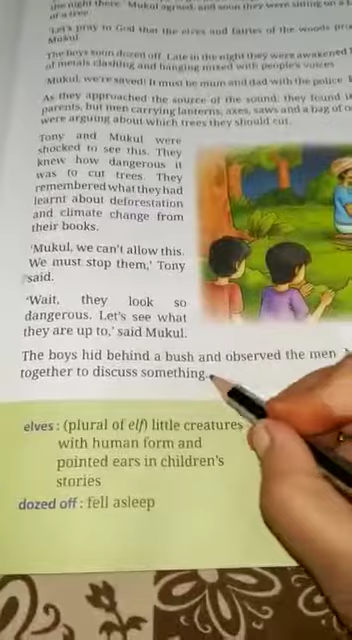 the night there.' Mukul agreed, and soon they were sitting on a
of a tree.
'Let's pray to God that the elves and fairies of the woods
Mukul.
The boys soon dozed off. Late in the night they were awakened
of metals clashing and banging mixed with people's voices
'Mukul, we're saved! It must be mum and dad with the police.
As they approached the source of the sound, they found
parents, but men carrying lanterns, axes, saws and a bag of
were arguing about which trees they should cut.
Tony and Mukul were
shocked to see this. They
knew how dangerous it
was to cut trees. They
remembered what they had
learnt about deforestation
and climate change from
their books.
'Mukul, we can't allow this.
We must stop them,' Tony
said.
'Wait, they look so
dangerous. Let's see what
they are up to,' said Mukul.
The boys hid behind a bush and observed the men
together to discuss something.
elves : (plural of elf) little creatures
with human form and
pointed ears in children's
stories
dozed off : fell asleep